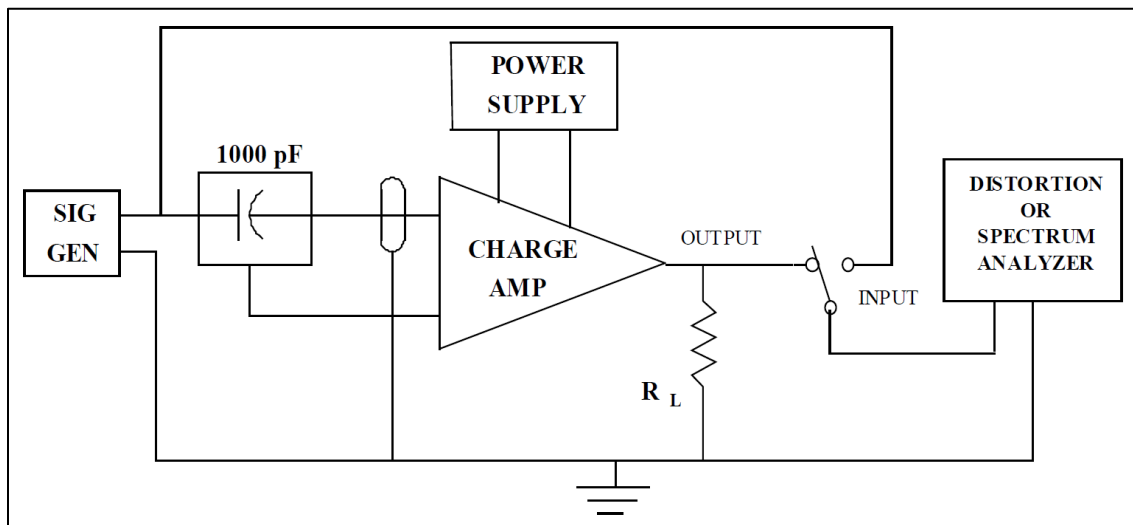 POWER
SUPPLY
1000 pF
SIG
GEN
CHARGE
AMP
OUTPUT
INPUT
R L
DISTORTION
OR
SPECTRUM
ANALYZER